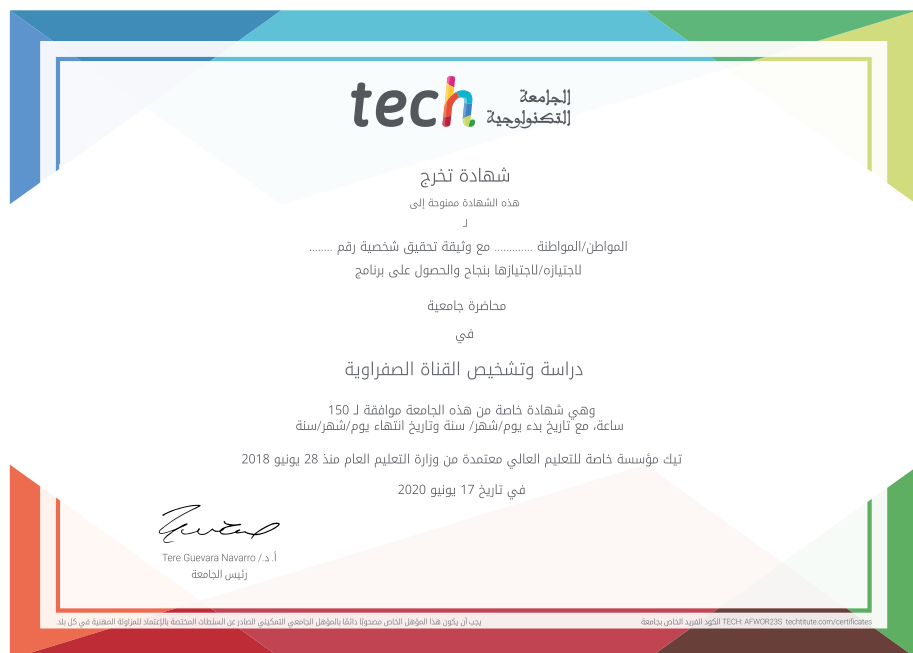 tech الجامعة
التكنولوجية
شهادة تخرج
هذه الشهادة ممنوحة إلى
لـ
المواطن/المواطنة ............ مع وثيقة تحقيق شخصية رقم ........
لاجتيازه/لاجتيازها بنجاح والحصول على برنامج
محاضرة جامعية
في
دراسة وتشخيص القناة الصفراوية
وهي شهادة خاصة من هذه الجامعة موافقة لـ 150
ساعة، مع تاريخ بدء يوم/شهر/ سنة وتاريخ انتهاء يوم/شهر/سنة
تيك مؤسسة خاصة للتعليم العالي معتمدة من وزارة التعليم العام منذ 28 يونيو 2018
في تاريخ 17 يونيو 2020
أ. د./ Tere Guevara Navarro
رئيس الجامعة
يجب أن يكون هذا المؤهل الخاص مصحوبًا دائمًا بالمؤهل الجامعي التمكيني الصادر عن السلطات المختصة بالإعتماد للمزاولة المهنية في كل بلد.
الكود الفريد الخاص بجامعة TECH: AFWOR23S techtitute.com/certificates